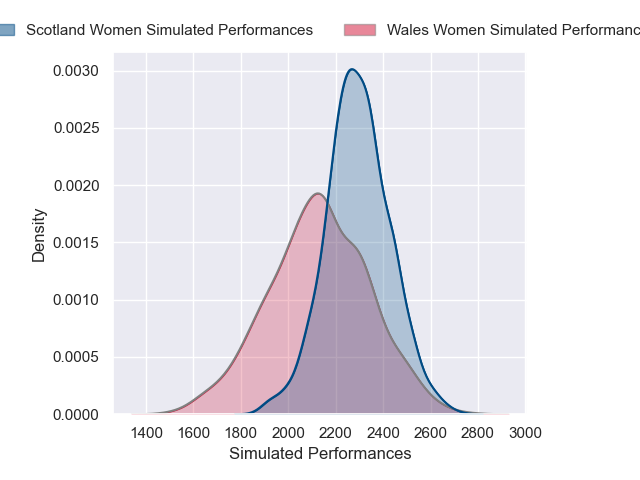 Scotland Women Simulated Performances Wales Women Simulated Performanc
0.0030
0.0025
0.0020
0.0015
0.0010
0.0005
0.0000
Density
1400 1600 1800 2000 2200 2400 2600 2800 3000
Simulated Performances